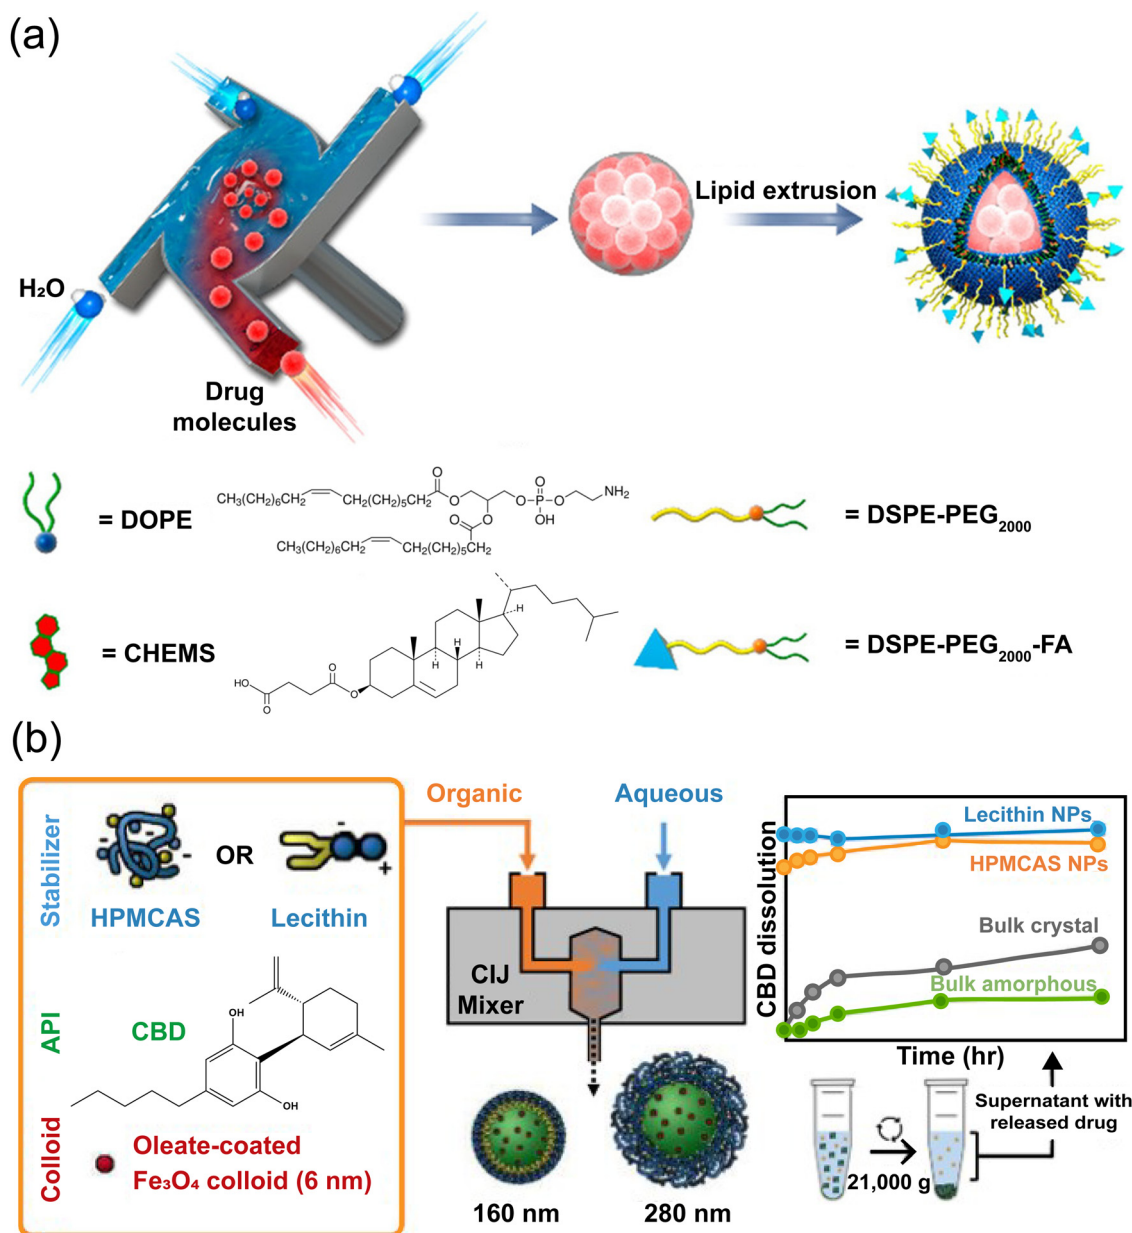 (a)
H₂O
Drug
molecules
Lipid extrusion
= DOPE
CH₃(CH₂)₆CH₂
CH₂(CH₂)₅CH₂
O
O
O
P
O
OH
O
NH₂
CH₃(CH₂)₆CH₂
CH₂(CH₂)₅CH₂
O
= DSPE-PEG₂₀₀₀
= CHEMS
HO
O
O
O
H
H
H
H
= DSPE-PEG₂₀₀₀-FA
(b)
Stabilizer
HPMCAS
OR
Lecithin
- - - +
API
CBD
OH
OH
Colloid
Oleate-coated
Fe₃O₄ colloid (6 nm)
Organic
Aqueous
CIJ
Mixer
160 nm
280 nm
CBD dissolution
Lecithin NPs
HPMCAS NPs
Bulk crystal
Bulk amorphous
Time (hr)
21,000 g
Supernatant with
released drug